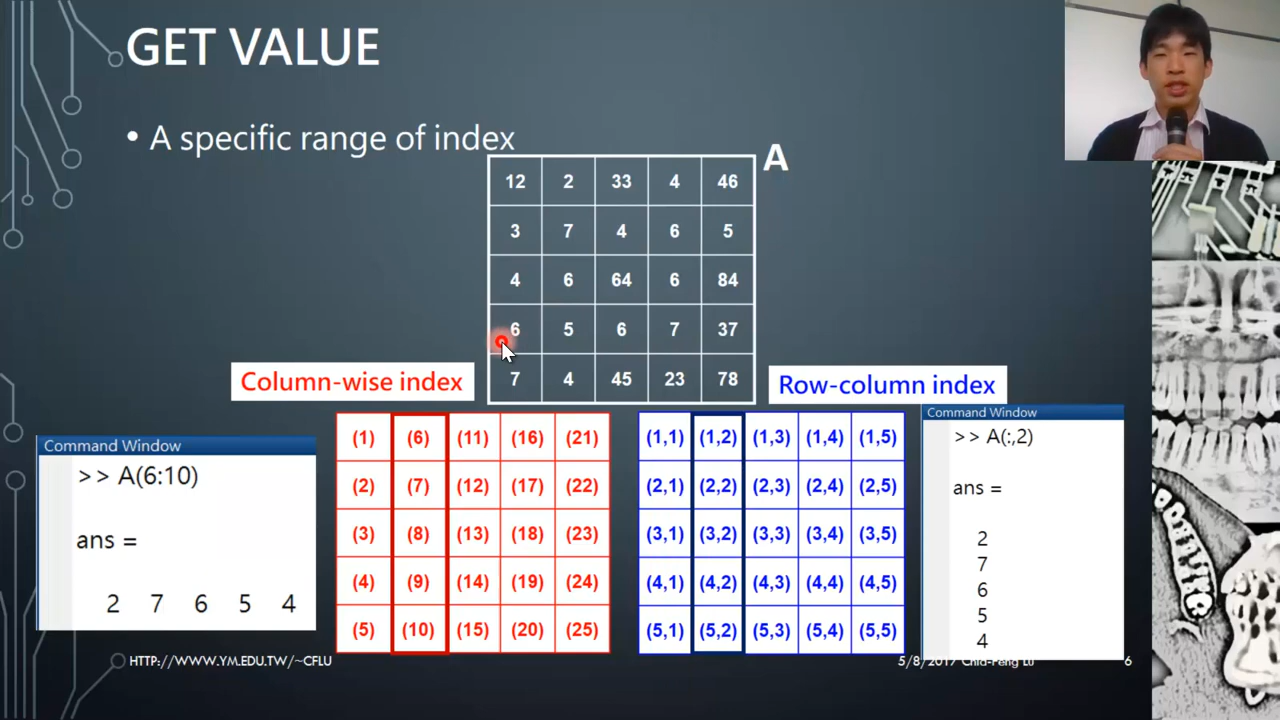 GET VALUE
• A specific range of index
A
12 2 33 4 46
3 7 4 6 5
4 6 64 6 84
6 5 6 7 37
7 4 45 23 78
Column-wise index
Row-column index
Command Window
>> A(6:10)
ans =
2 7 6 5 4
(1) (6) (11) (16) (21)
(2) (7) (12) (17) (22)
(3) (8) (13) (18) (23)
(4) (9) (14) (19) (24)
(5) (10) (15) (20) (25)
(1,1) (1,2) (1,3) (1,4) (1,5)
(2,1) (2,2) (2,3) (2,4) (2,5)
(3,1) (3,2) (3,3) (3,4) (3,5)
(4,1) (4,2) (4,3) (4,4) (4,5)
(5,1) (5,2) (5,3) (5,4) (5,5)
Command Window
>> A(:,2)
ans =
2
7
6
5
4
HTTP://WWW.YM.EDU.TW/~CFLU
5/8/2017 Chia-Feng Lu
6